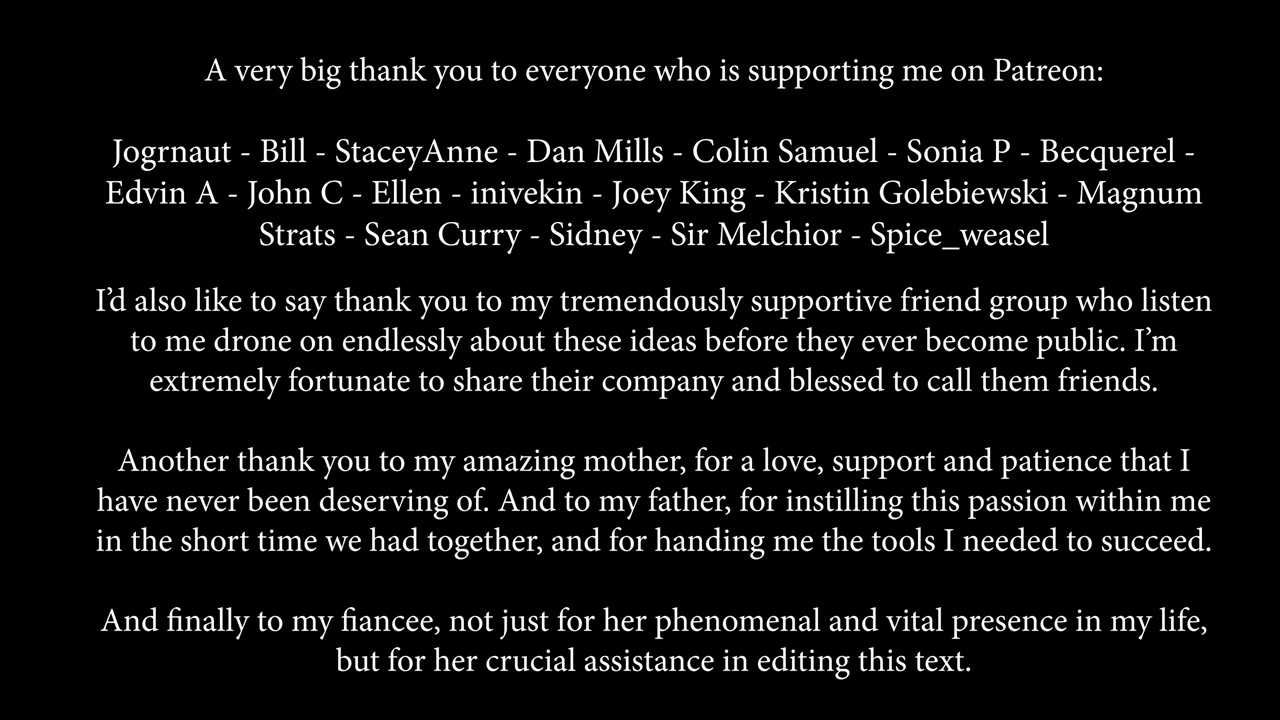 A very big thank you to everyone who is supporting me on Patreon:
Jogrnaut - Bill - StaceyAnne - Dan Mills - Colin Samuel - Sonia P - Becquerel -
Edvin A - John C - Ellen - inivekin - Joey King - Kristin Golebiewski - Magnum
Strats - Sean Curry - Sidney - Sir Melchior - Spice_weasel
I’d also like to say thank you to my tremendously supportive friend group who listen
to me drone on endlessly about these ideas before they ever become public. I’m
extremely fortunate to share their company and blessed to call them friends.
Another thank you to my amazing mother, for a love, support and patience that I
have never been deserving of. And to my father, for instilling this passion within me
in the short time we had together, and for handing me the tools I needed to succeed.
And finally to my fiancee, not just for her phenomenal and vital presence in my life,
but for her crucial assistance in editing this text.